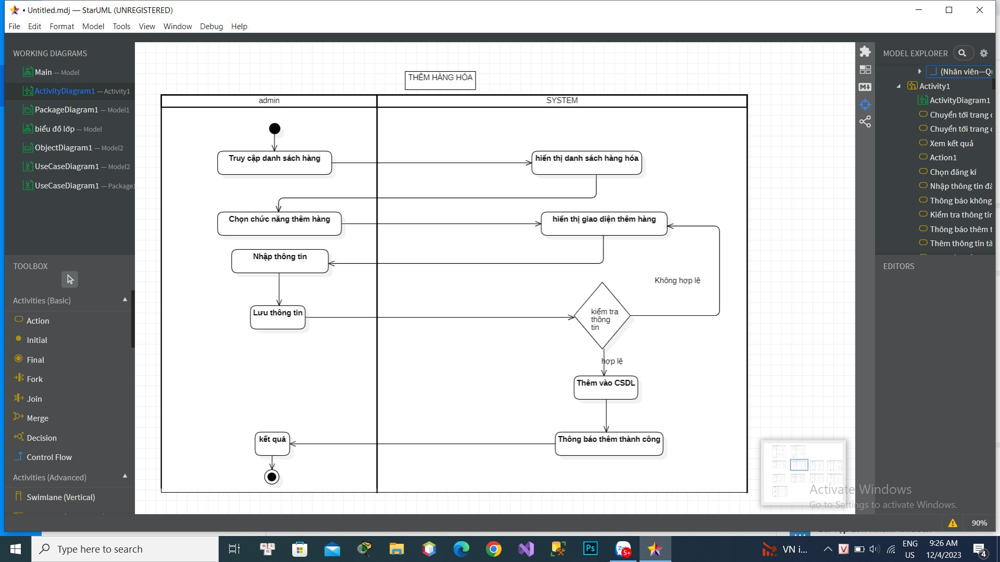 • Untitled.mdj — StarUML (UNREGISTERED)
File Edit Format Model Tools View Window Debug Help
WORKING DIAGRAMS
Main — Model
ActivityDiagram1 — Activity1
PackageDiagram1 — Model1
biểu đồ lớp — Model
ObjectDiagram1 — Model2
UseCaseDiagram1 — Model2
UseCaseDiagram1 — Package1
TOOLBOX
Activities (Basic)
Action
Initial
Final
Fork
Join
Merge
Decision
Control Flow
Activities (Advanced)
Swimlane (Vertical)
THÊM HÀNG HÓA
admin
SYSTEM
Truy cập danh sách hàng
hiển thị danh sách hàng hóa
Chọn chức năng thêm hàng
hiển thị giao diện thêm hàng
Nhập thông tin
Không hợp lệ
Lưu thông tin
kiểm tra
thông
tin
hợp lệ
Thêm vào CSDL
kết quả
Thông báo thêm thành công
MODEL EXPLORER
(Nhân viên—Qu
Activity1
ActivityDiagram1
Chuyển tới trang
Chuyển tới trang
Xem kết quả
Action1
Chọn đăng kí
Nhập thông tin
Thông báo không
Kiểm tra thông tin
Thông báo thêm t
Thêm thông tin
EDITORS
Activate Windows
Go to Settings to activate Windows.
90%
Type here to search
Ps
5+
VN i...
V
ENG
US
9:26 AM
12/4/2023
4